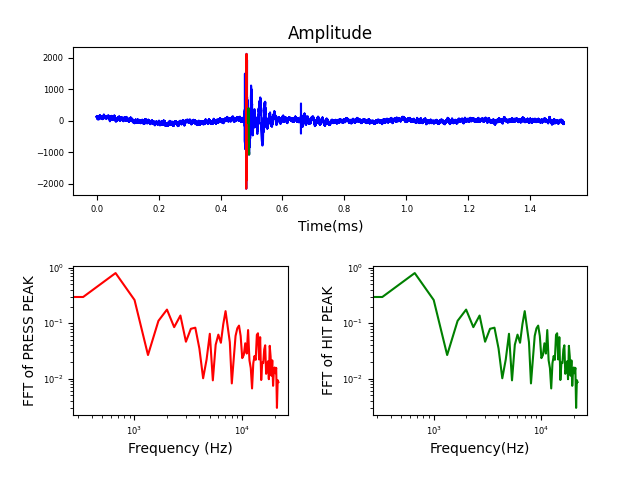 Amplitude
2000
1000
0
−1000
−2000
0.0 0.2 0.4 0.6 0.8 1.0 1.2 1.4
Time(ms)
FFT of PRESS PEAK
10⁰
10⁻¹
10⁻²
10³ 10⁴
Frequency (Hz)
FFT of HIT PEAK
10⁰
10⁻¹
10⁻²
10³ 10⁴
Frequency(Hz)